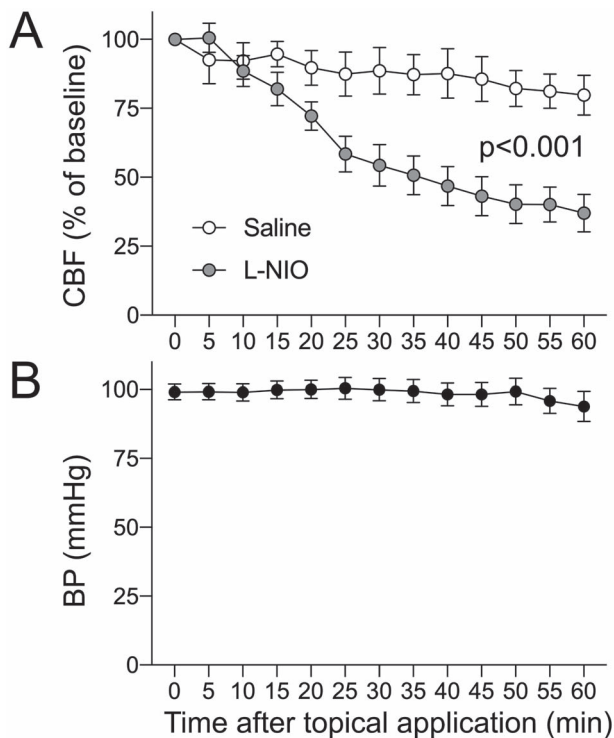 A
100
75
50
25
0
CBF (% of baseline)
p<0.001
Saline
L-NIO
0 5 10 15 20 25 30 35 40 45 50 55 60
B
100
75
50
25
0
BP (mmHg)
0 5 10 15 20 25 30 35 40 45 50 55 60
Time after topical application (min)